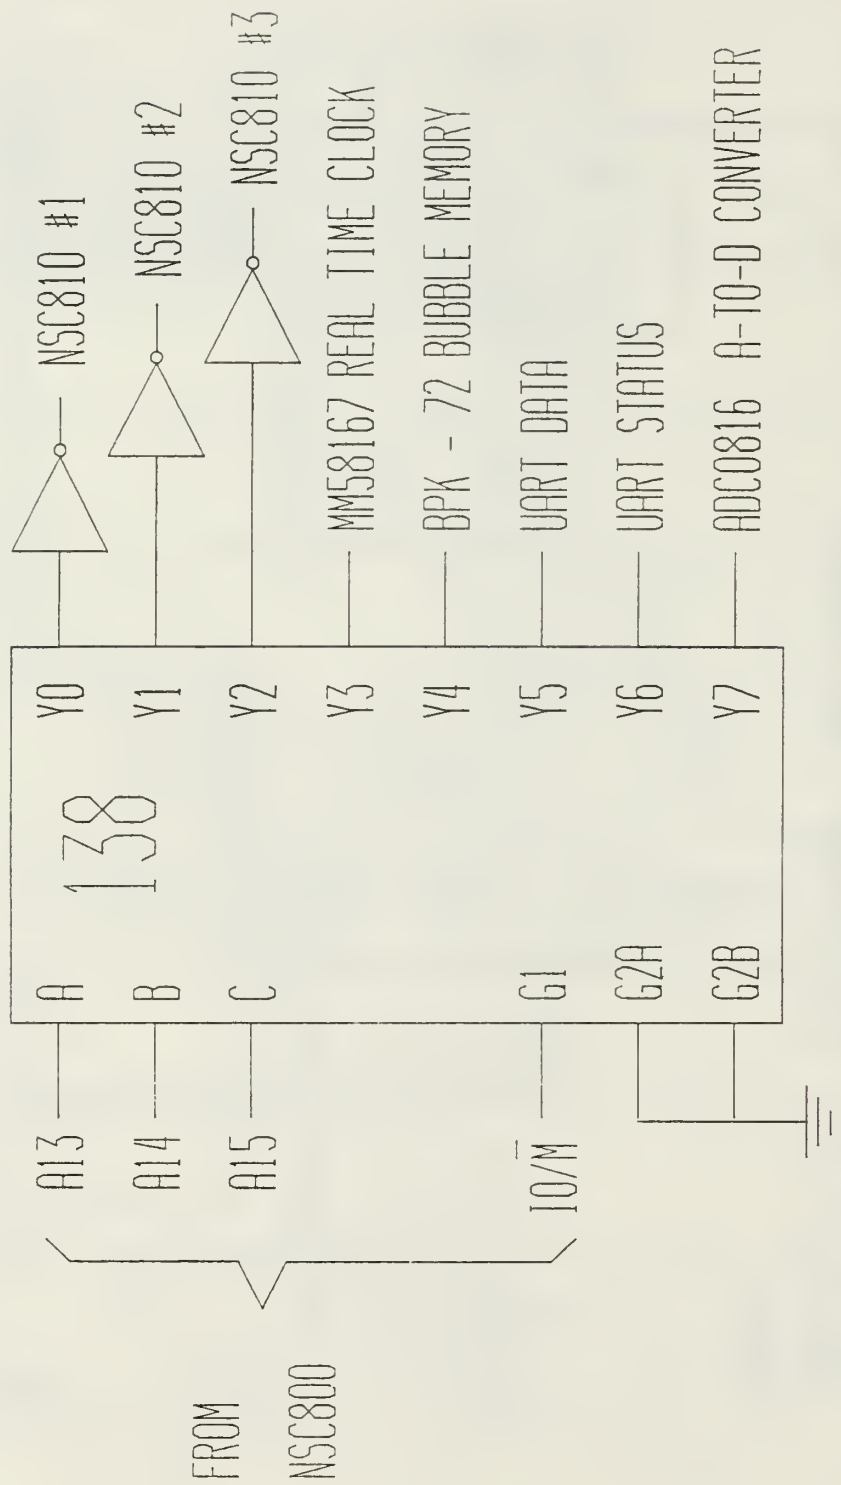 FROM
NSC800
A13
A14
A15
IO/M̅
A
B
C
G1
G2A
G2B
138
Y0
Y1
Y2
Y3
Y4
Y5
Y6
Y7
NSC810 #1
NSC810 #2
NSC810 #3
MM58167 REAL TIME CLOCK
BPK - 72 BUBBLE MEMORY
UART DATA
UART STATUS
ADC0816 A-TO-D CONVERTER